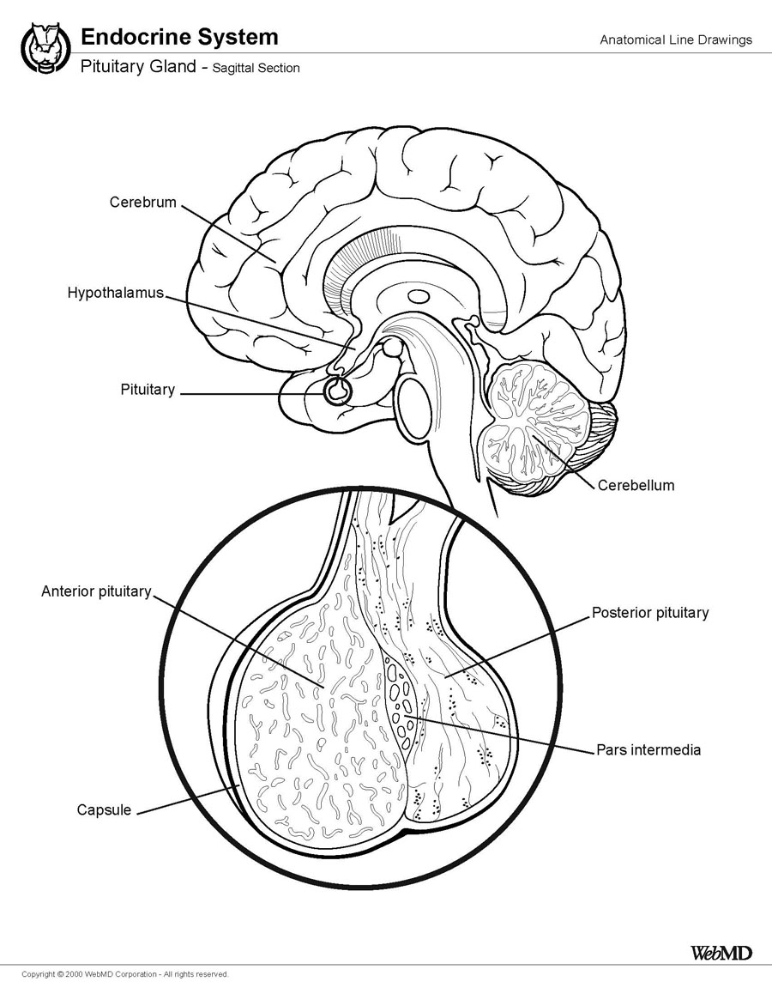 Endocrine System
Anatomical Line Drawings
Pituitary Gland - Sagittal Section
Cerebrum
Hypothalamus
Pituitary
Cerebellum
Anterior pituitary
Posterior pituitary
Pars intermedia
Capsule
WebMD
Copyright © 2000 WebMD Corporation - All rights reserved.